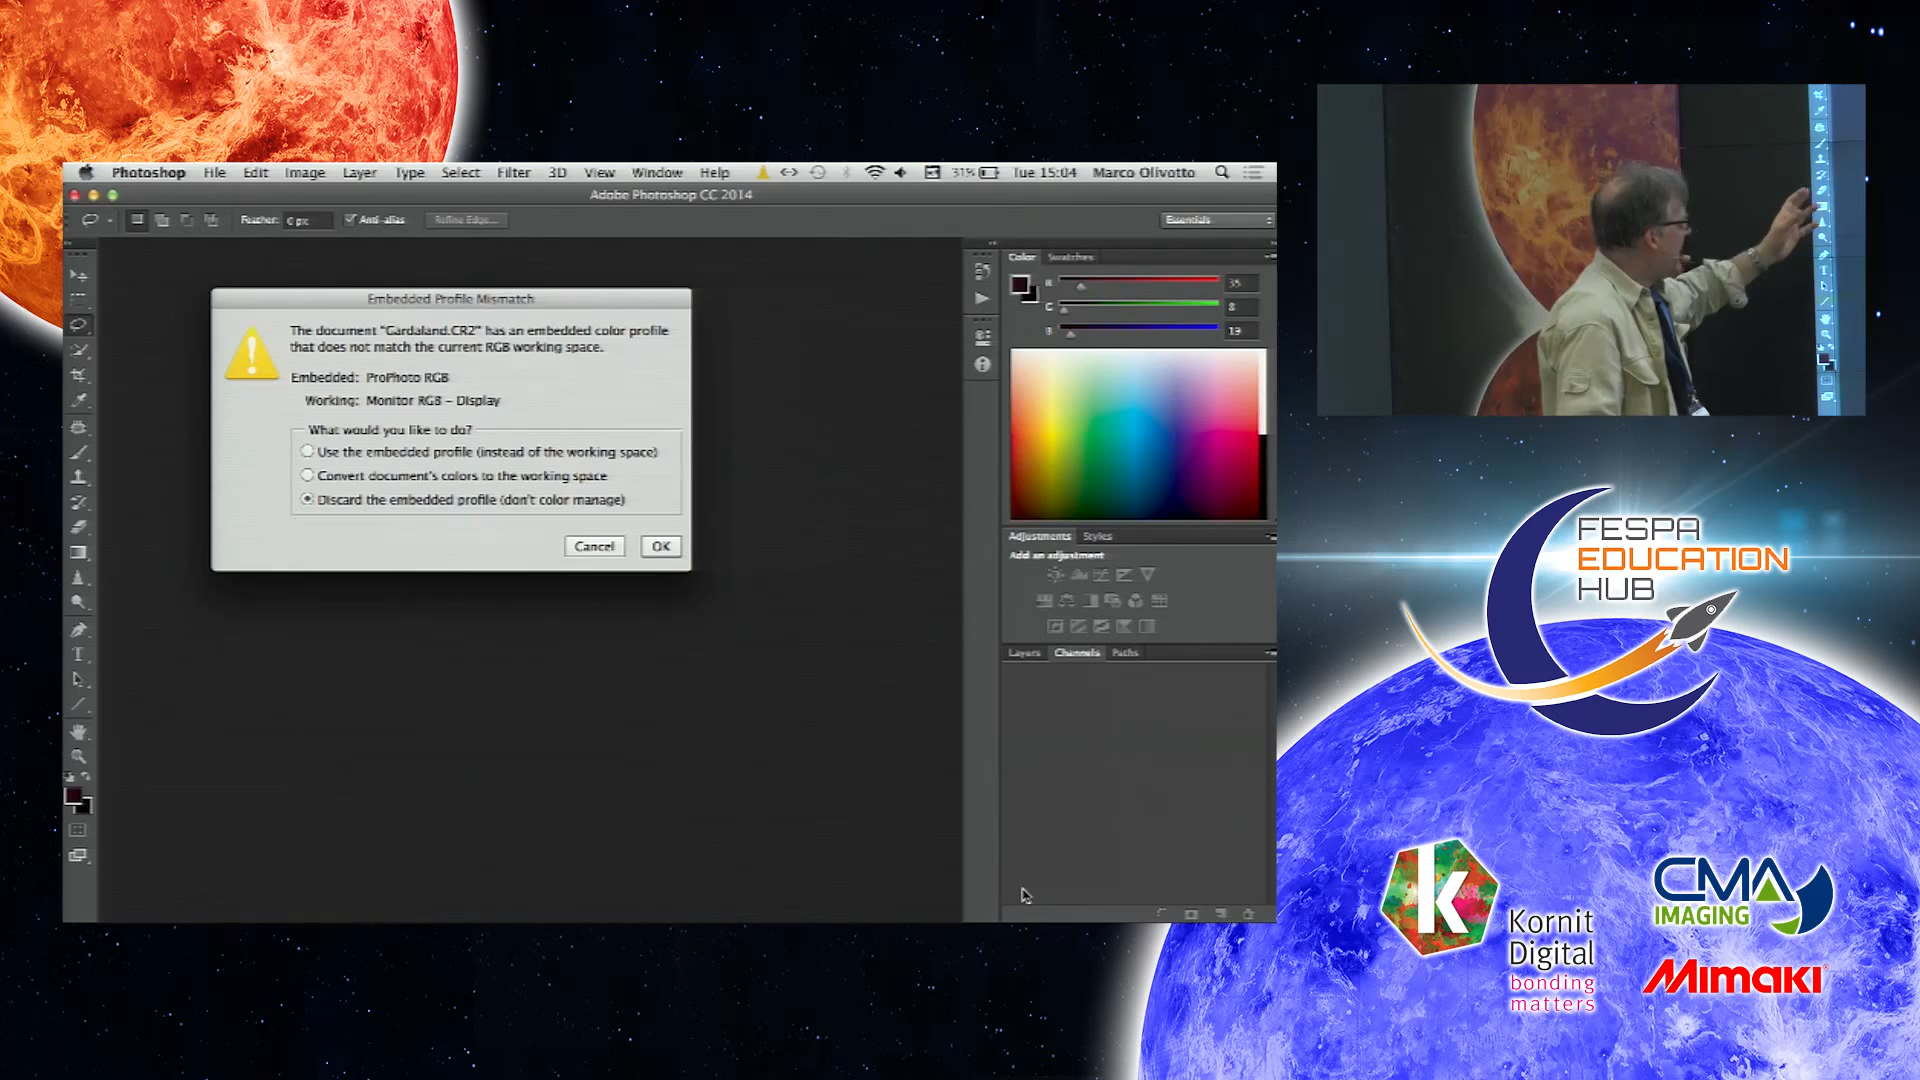 Photoshop File Edit Image Layer Type Select Filter 3D View Window Help 31% Tue 15:04 Marco Olivotto
Adobe Photoshop CC 2014
Feather: 0 px Anti-alias Refine Edge... Essentials
Embedded Profile Mismatch
The document "Gardaland.CR2" has an embedded color profile
that does not match the current RGB working space.
Embedded: ProPhoto RGB
Working: Monitor RGB - Display
What would you like to do?
Use the embedded profile (instead of the working space)
Convert document's colors to the working space
Discard the embedded profile (don't color manage)
Cancel OK
Color Swatches
R 35
G 8
B 19
Adjustments Styles
Add an adjustment
Layers Channels Paths
FESPA
EDUCATION
HUB
K
Kornit
Digital
bonding
matters
CMA
IMAGING
Mimaki